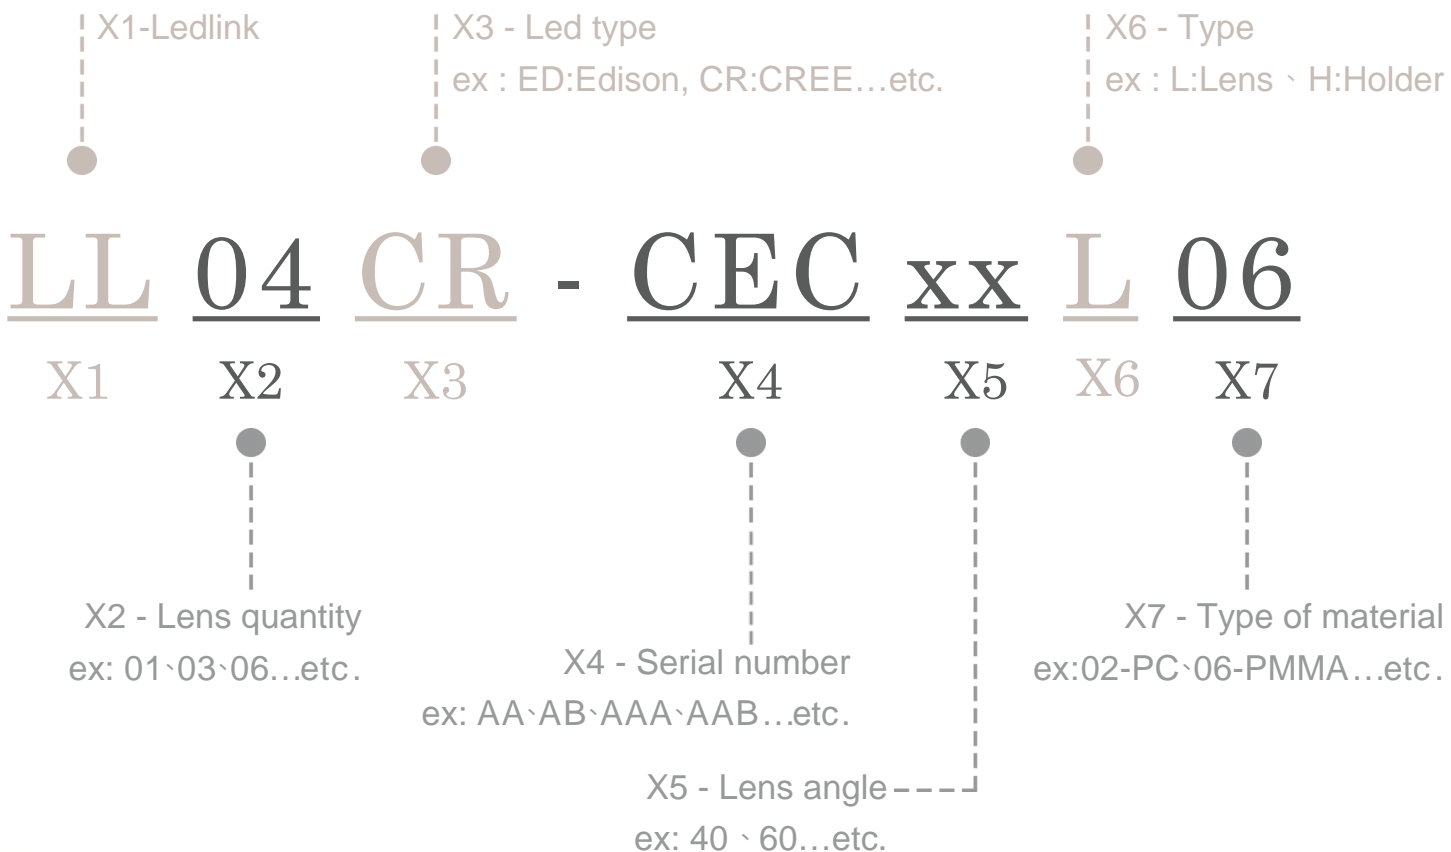 X1-Ledlink
X3 - Led type
ex : ED:Edison, CR:CREE...etc.
X6 - Type
ex : L:Lens、H:Holder
LL 04 CR - CEC xx L 06
X1 X2 X3 X4 X5 X6 X7
X2 - Lens quantity
ex: 01、03、06...etc.
X4 - Serial number
ex: AA、AB、AAA、AAB...etc.
X7 - Type of material
ex:02-PC、06-PMMA...etc.
X5 - Lens angle
ex: 40 、60...etc.